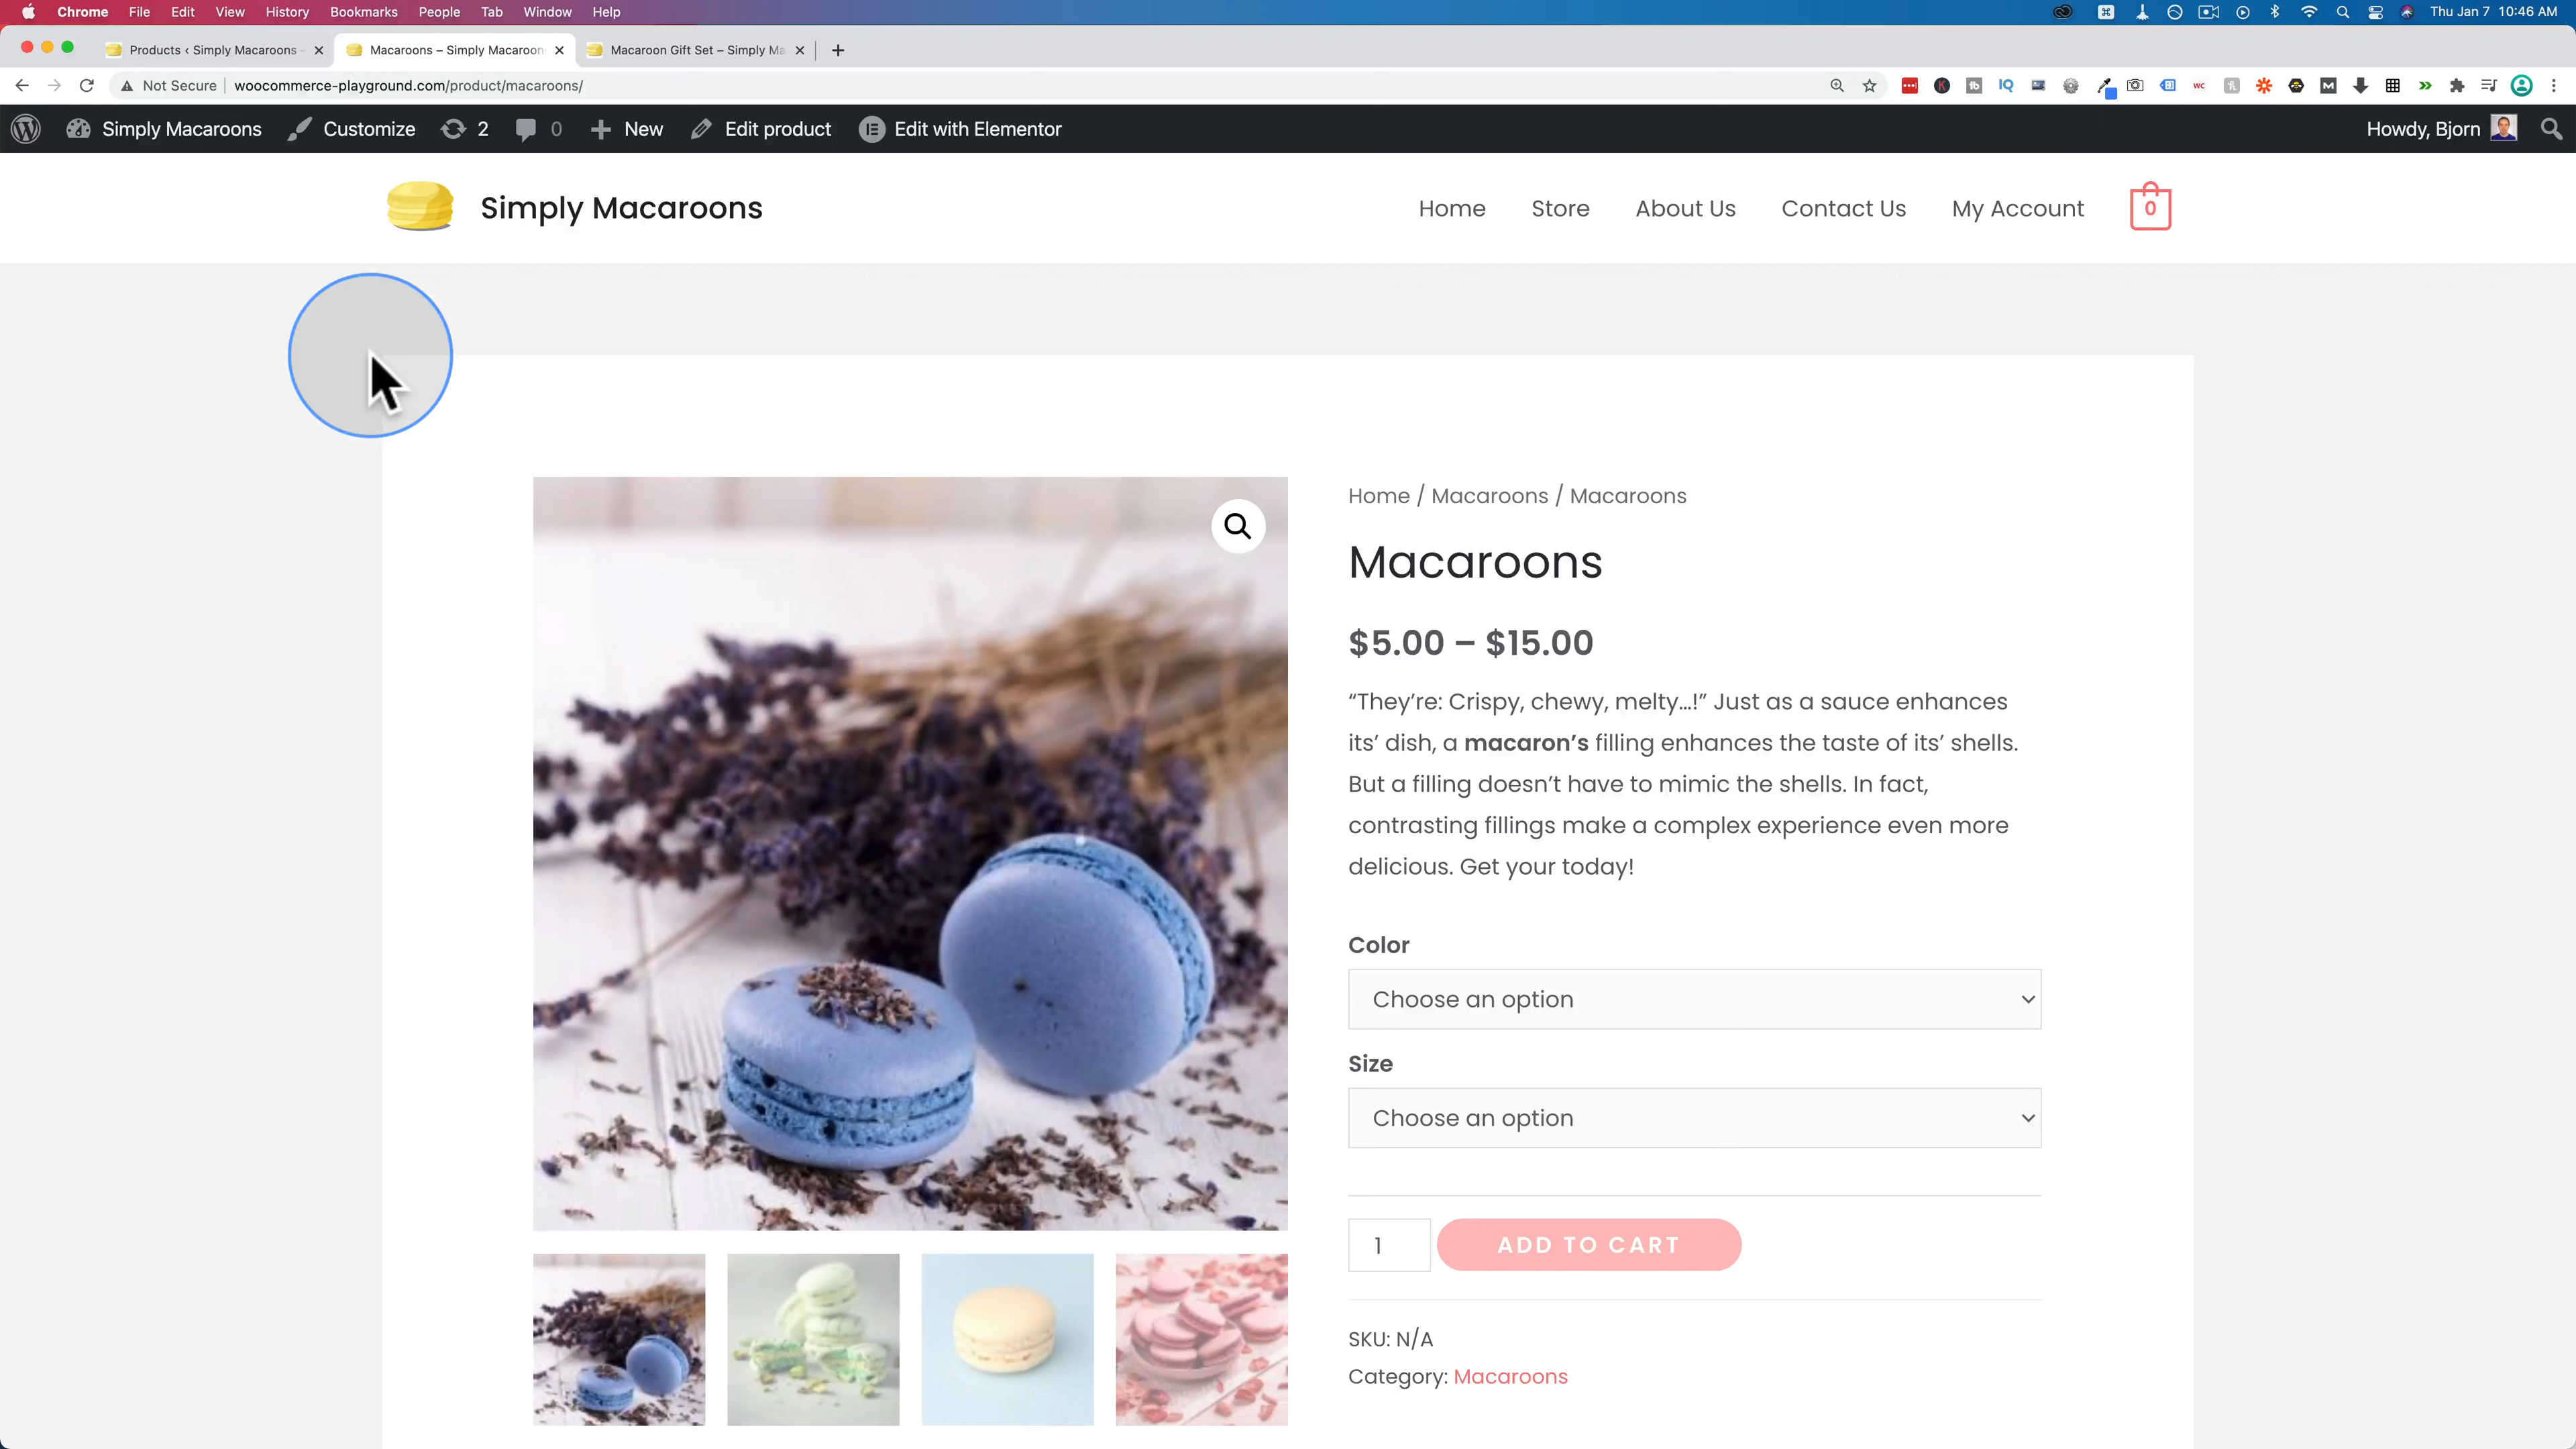 Chrome File Edit View History Bookmarks People Tab Window Help Thu Jan 7 10:46 AM
Products ‹ Simply Macaroons Macaroons – Simply Macaroon Macaroon Gift Set – Simply Ma
Not Secure woocommerce-playground.com/product/macaroons/
Simply Macaroons Customize 2 0 New Edit product Edit with Elementor Howdy, Bjorn
Simply Macaroons Home Store About Us Contact Us My Account 0
Home / Macaroons / Macaroons
Macaroons
$5.00 – $15.00
“They’re: Crispy, chewy, melty…!” Just as a sauce enhances
its’ dish, a macaron’s filling enhances the taste of its’ shells.
But a filling doesn’t have to mimic the shells. In fact,
contrasting fillings make a complex experience even more
delicious. Get your today!
Color
Choose an option
Size
Choose an option
1 ADD TO CART
SKU: N/A
Category: Macaroons